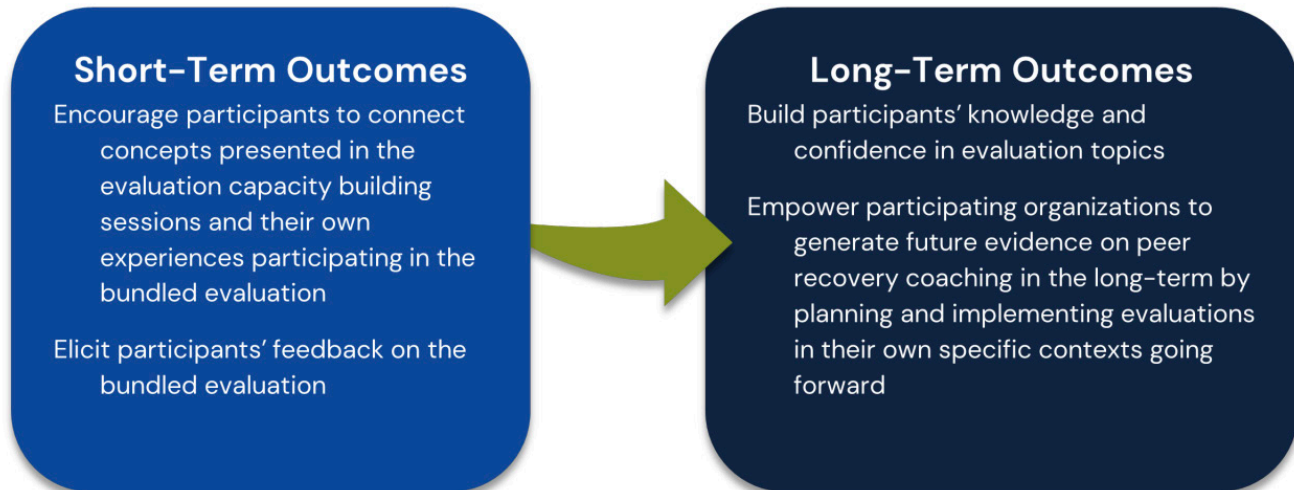 Short-Term Outcomes
Encourage participants to connect
concepts presented in the
evaluation capacity building
sessions and their own
experiences participating in the
bundled evaluation
Elicit participants’ feedback on the
bundled evaluation
Long-Term Outcomes
Build participants’ knowledge and
confidence in evaluation topics
Empower participating organizations to
generate future evidence on peer
recovery coaching in the long-term by
planning and implementing evaluations
in their own specific contexts going
forward